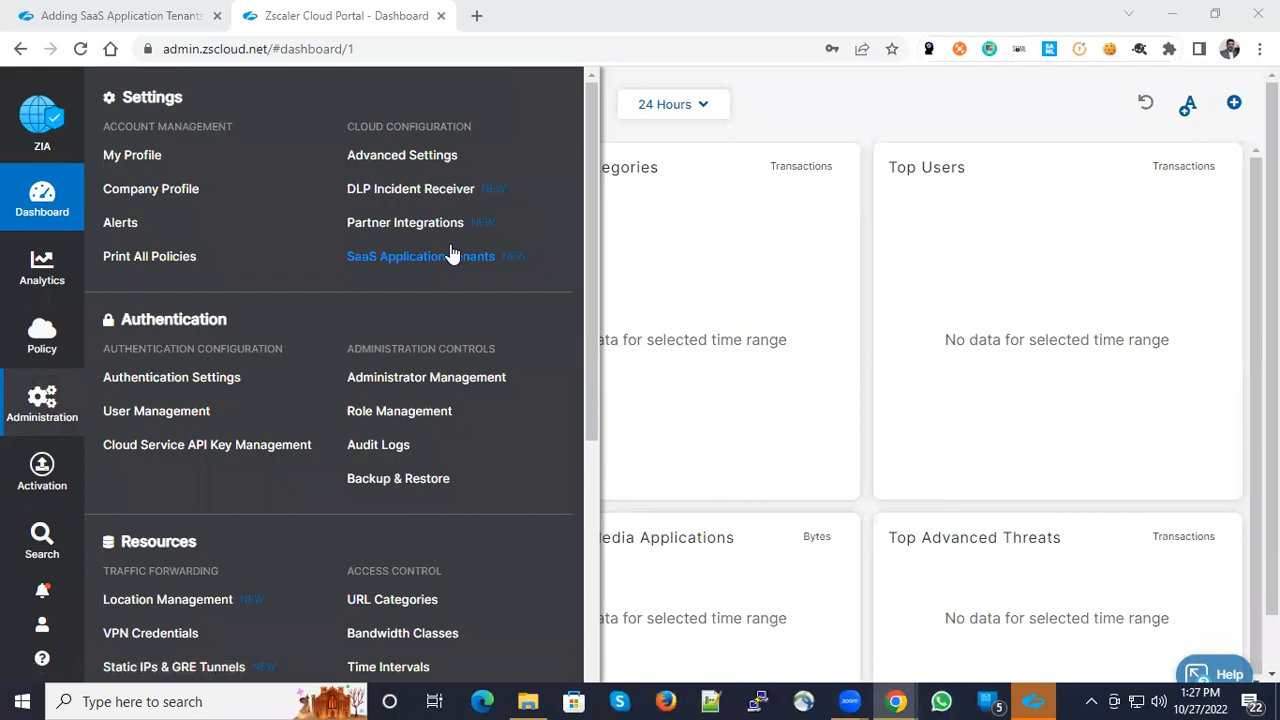 Adding SaaS Application Tenants
Zscaler Cloud Portal - Dashboard
admin.zscloud.net/#dashboard/1
ZIA
Dashboard
Analytics
Policy
Administration
Activation
Search
Settings
ACCOUNT MANAGEMENT
My Profile
Company Profile
Alerts
Print All Policies
CLOUD CONFIGURATION
Advanced Settings
DLP Incident Receiver NEW
Partner Integrations NEW
SaaS Application Tenants NEW
Authentication
AUTHENTICATION CONFIGURATION
Authentication Settings
User Management
Cloud Service API Key Management
ADMINISTRATION CONTROLS
Administrator Management
Role Management
Audit Logs
Backup & Restore
Resources
TRAFFIC FORWARDING
Location Management NEW
VPN Credentials
Static IPs & GRE Tunnels NEW
ACCESS CONTROL
URL Categories
Bandwidth Classes
Time Intervals
24 Hours
egories Transactions
ata for selected time range
Top Users Transactions
No data for selected time range
edia Applications Bytes
ata for selected time range
Top Advanced Threats Transactions
No data for selected time range
Help
Type here to search
5
1:27 PM
10/27/2022
22